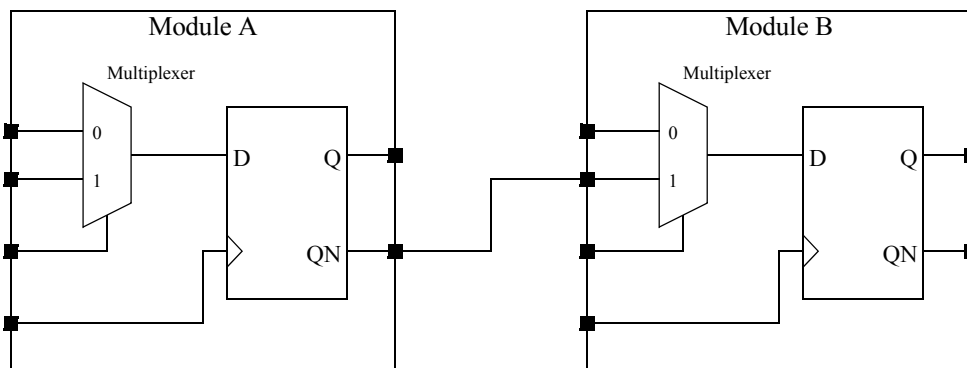 Module A
Multiplexer
0
1
D
Q
QN
Module B
Multiplexer
0
1
D
Q
QN